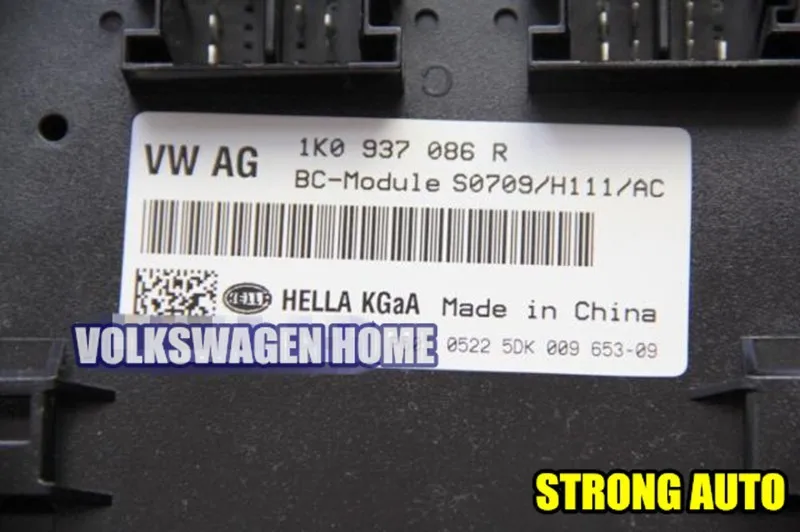 VW AG
1K0 937 086 R
BC-Module S0709/H111/AC
HELLA
HELLA KGaA Made in China
VOLKSWAGEN HOME
0522 5DK 009 653-09
STRONG AUTO